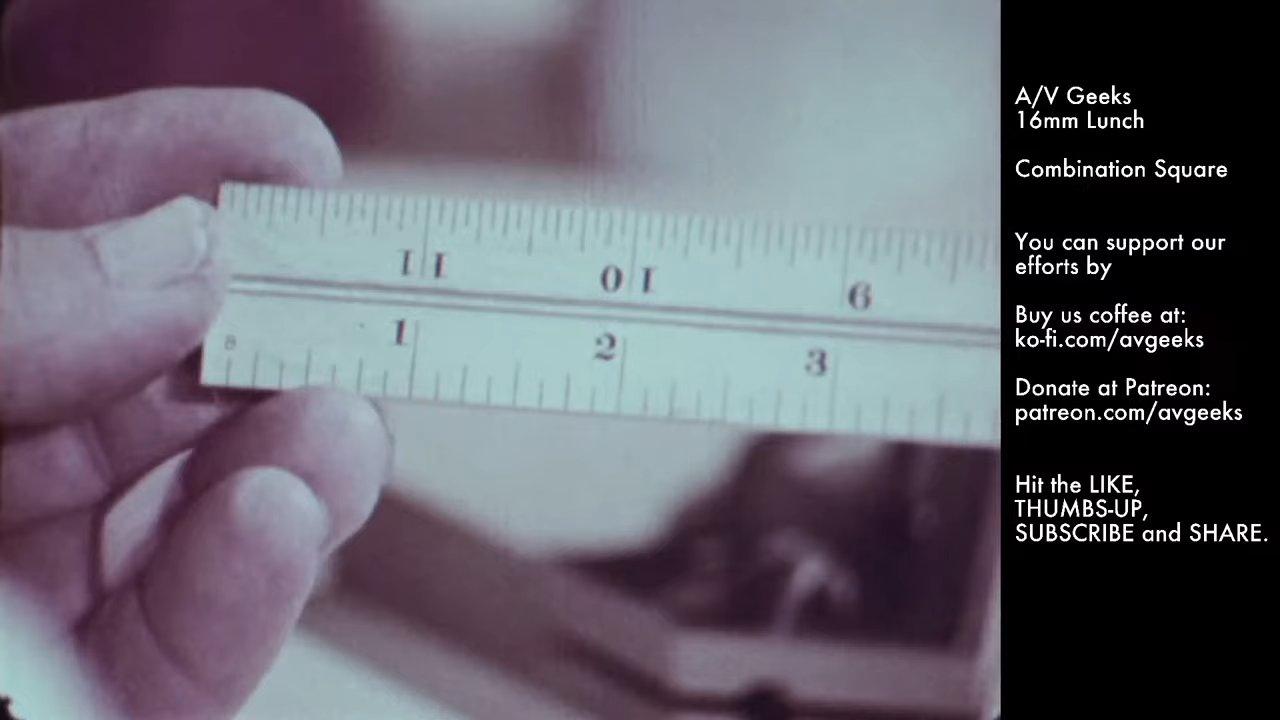 11 10 9
8 1 2 3
A/V Geeks
16mm Lunch
Combination Square
You can support our
efforts by
Buy us coffee at:
ko-fi.com/avgeeks
Donate at Patreon:
patreon.com/avgeeks
Hit the LIKE,
THUMBS-UP,
SUBSCRIBE and SHARE.